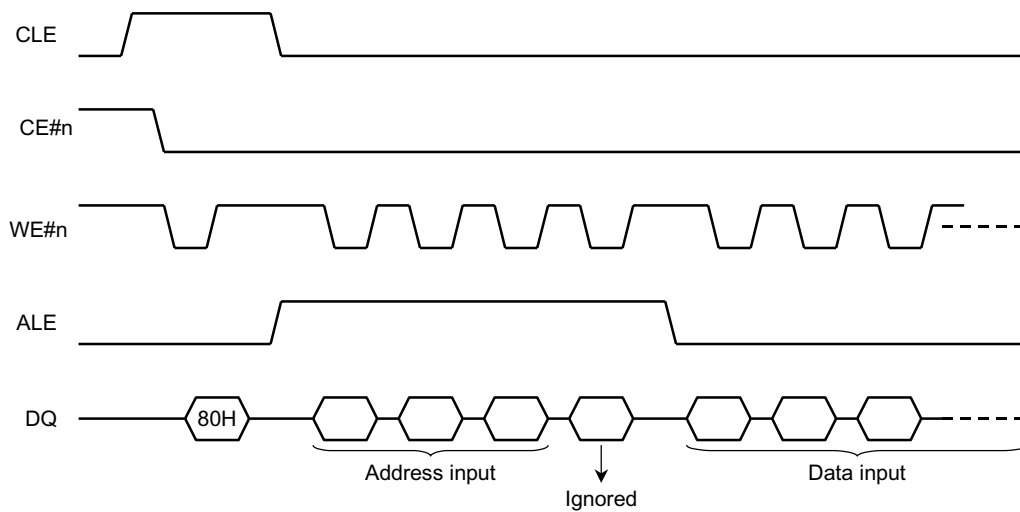 CLE
CE#n
WE#n
ALE
DQ
80H
Address input
Data input
Ignored